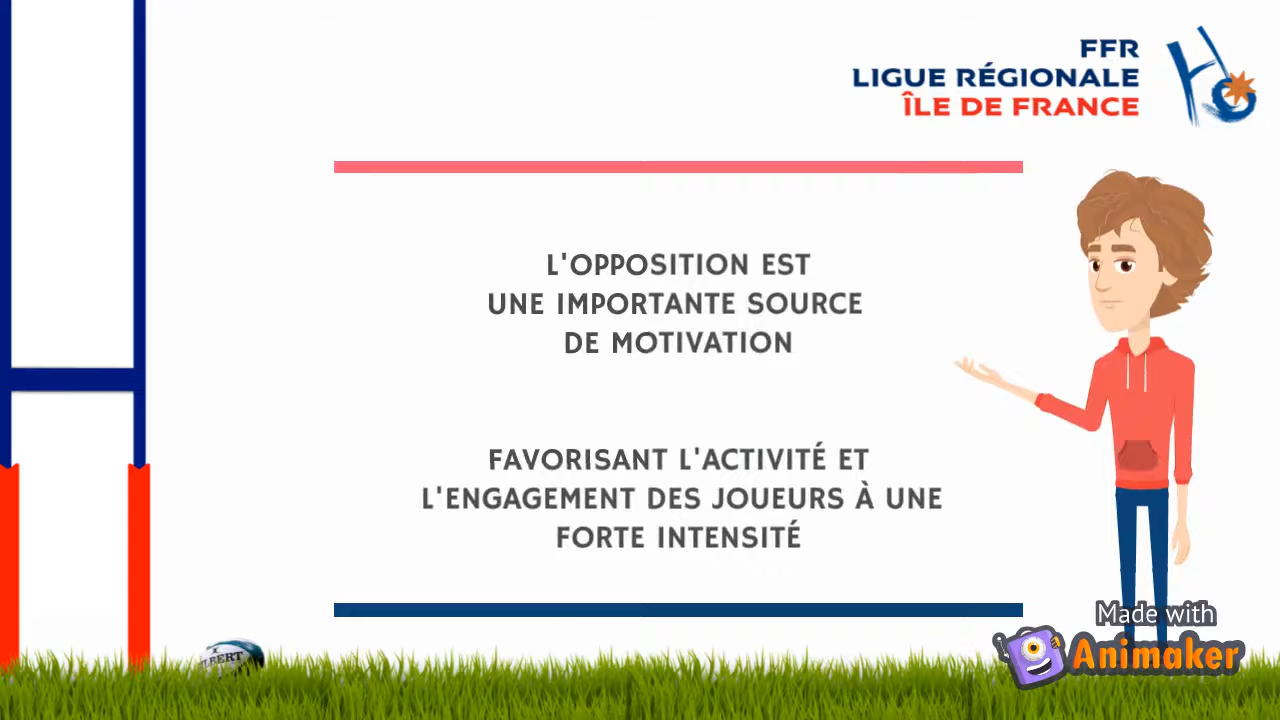 FFR
LIGUE RÉGIONALE
ÎLE DE FRANCE
L'OPPOSITION EST
UNE IMPORTANTE SOURCE
DE MOTIVATION
FAVORISANT L'ACTIVITÉ ET
L'ENGAGEMENT DES JOUEURS À UNE
FORTE INTENSITÉ
Made with
Animaker